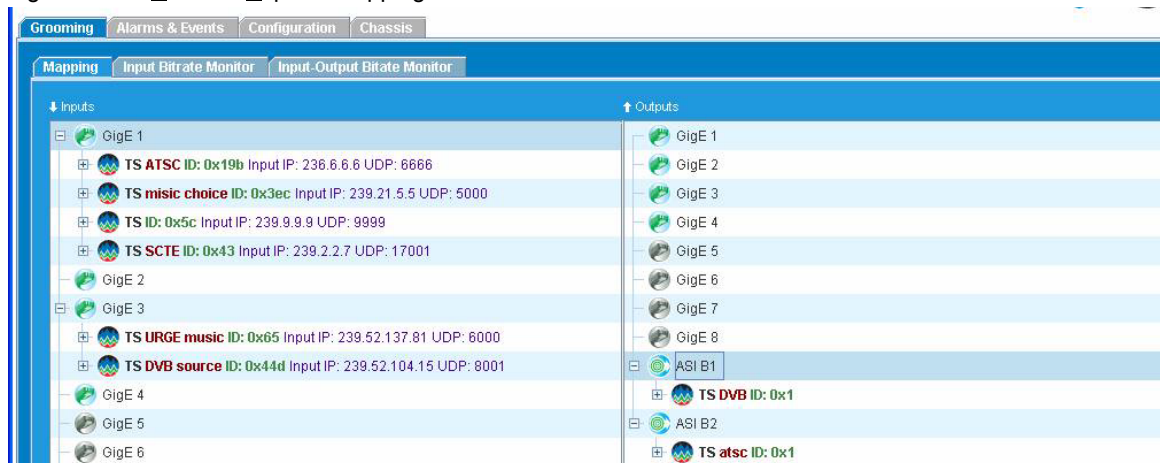 Grooming Alarms & Events Configuration Chassis
Mapping Input Bitrate Monitor Input-Output Bitate Monitor
Inputs
GigE 1
TS ATSC ID: 0x19b Input IP: 236.6.6.6 UDP: 6666
TS misic choice ID: 0x3ec Input IP: 239.21.5.5 UDP: 5000
TS ID: 0x5c Input IP: 239.9.9.9 UDP: 9999
TS SCTE ID: 0x43 Input IP: 239.2.2.7 UDP: 17001
GigE 2
GigE 3
TS URGE music ID: 0x65 Input IP: 239.52.137.81 UDP: 6000
TS DVB source ID: 0x44d Input IP: 239.52.104.15 UDP: 8001
GigE 4
GigE 5
GigE 6
Outputs
GigE 1
GigE 2
GigE 3
GigE 4
GigE 5
GigE 6
GigE 7
GigE 8
ASI B1
TS DVB ID: 0x1
ASI B2
TS atsc ID: 0x1